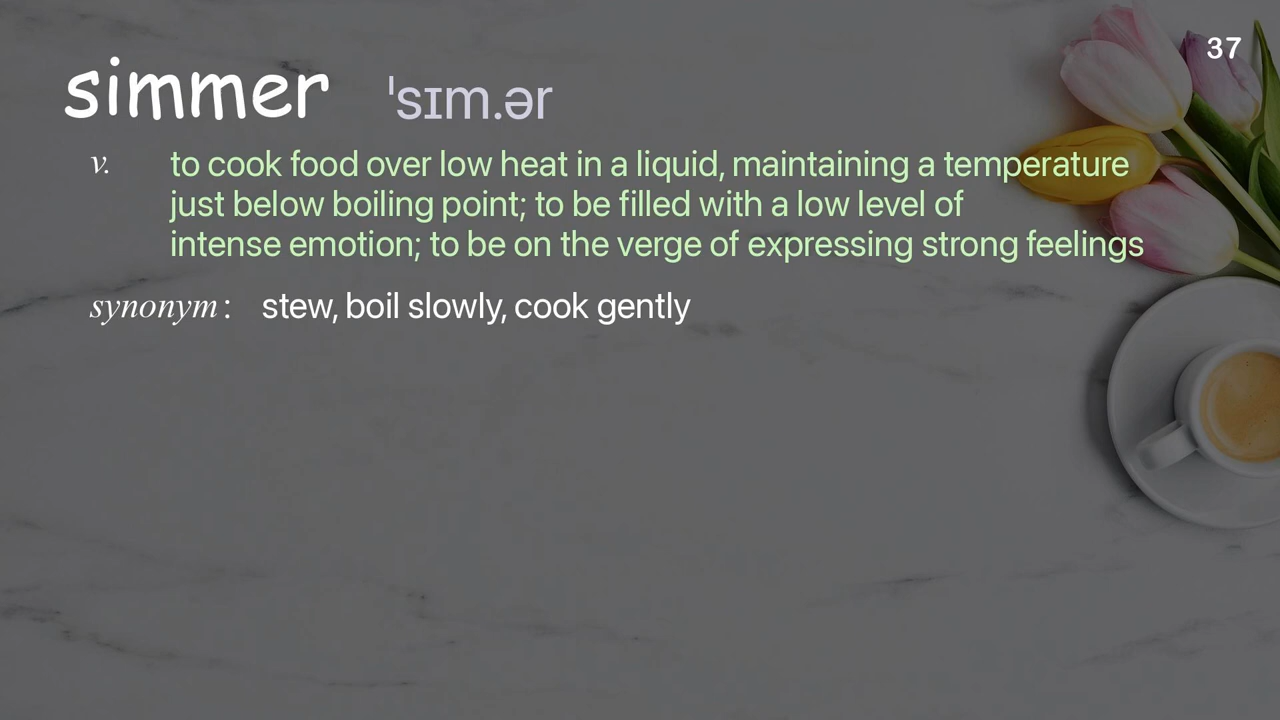 37
simmer ˈsɪm.ər
v. to cook food over low heat in a liquid, maintaining a temperature
just below boiling point; to be filled with a low level of
intense emotion; to be on the verge of expressing strong feelings
synonym: stew, boil slowly, cook gently